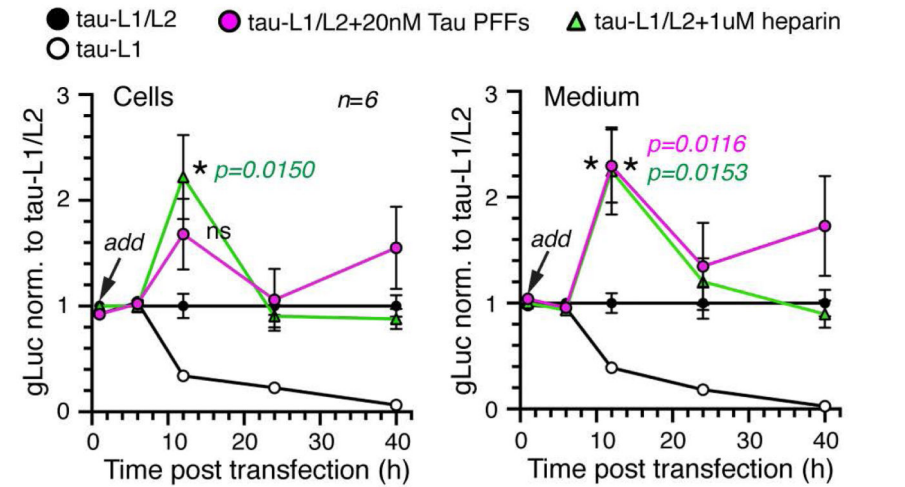 tau-L1/L2
tau-L1/L2+20nM Tau PFFs
tau-L1/L2+1uM heparin
tau-L1
gLuc norm. to tau-L1/L2
3
2
1
0
Cells
n=6
* p=0.0150
ns
add
0 10 20 30 40
Time post transfection (h)
gLuc norm. to tau-L1/L2
3
2
1
0
Medium
p=0.0116
* * p=0.0153
add
0 10 20 30 40
Time post transfection (h)